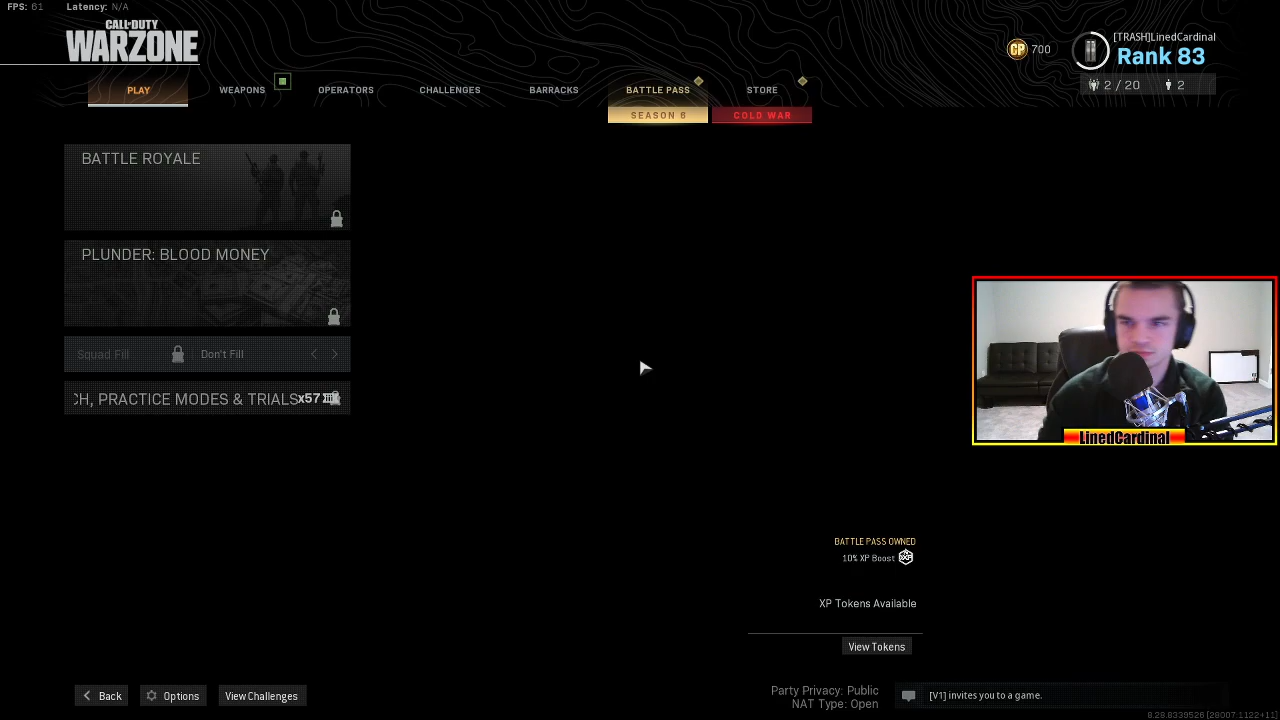 FPS: 61 Latency: N/A
CALL OF DUTY
WARZONE
CP 700
[TRASH]LinedCardinal
Rank 83
2 / 20 2
PLAY WEAPONS OPERATORS CHALLENGES BARRACKS BATTLE PASS STORE
SEASON 6 COLD WAR
BATTLE ROYALE
PLUNDER: BLOOD MONEY
Squad Fill Don't Fill
CH, PRACTICE MODES & TRIALS x57
LinedCardinal
BATTLE PASS OWNED
10% XP Boost
XP Tokens Available
View Tokens
Back Options View Challenges
Party Privacy: Public
NAT Type: Open
[V1] invites you to a game.